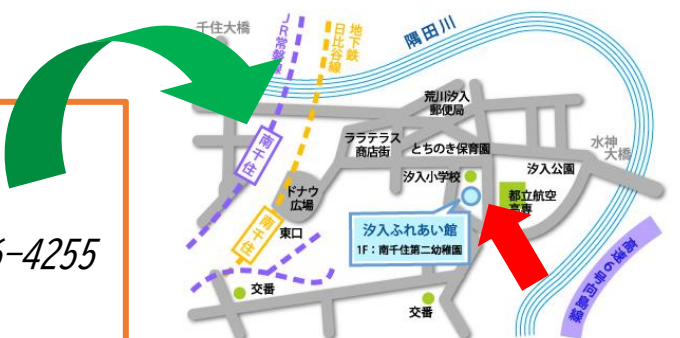 千住大橋
JR常磐線
地下鉄
日比谷線
隅田川
荒川汐入
郵便局
ララテラス
商店街
とちのき保育園
水神
大橋
南千住
汐入小学校
汐入公園
ドナウ
広場
都立航空
高専
南千住
東口
汐入ふれあい館
1F:南千住第二幼稚園
高速6号向島線
-4255
交番
交番